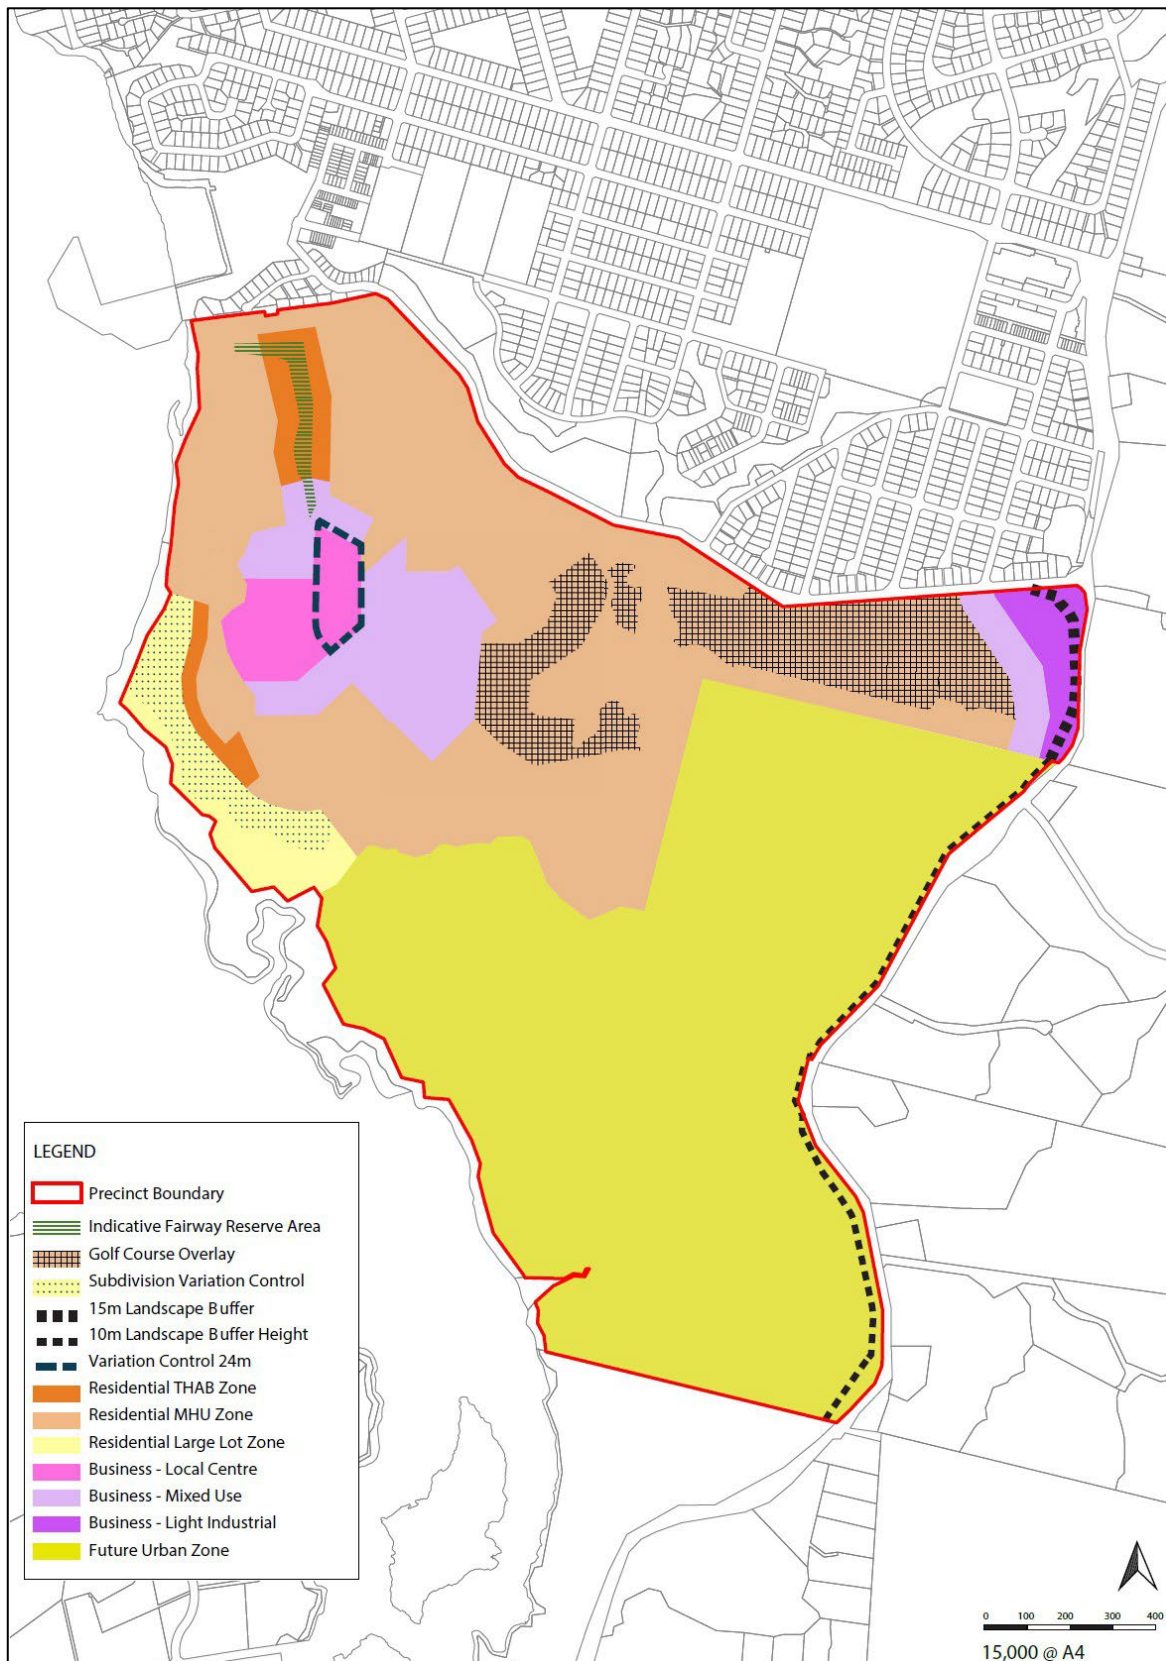 LEGEND
Precinct Boundary
Indicative Fairway Reserve Area
Golf Course Overlay
Subdivision Variation Control
15m Landscape Buffer
10m Landscape Buffer Height
Variation Control 24m
Residential THAB Zone
Residential MHU Zone
Residential Large Lot Zone
Business - Local Centre
Business - Mixed Use
Business - Light Industrial
Future Urban Zone
0 100 200 300 400
15,000 @ A4